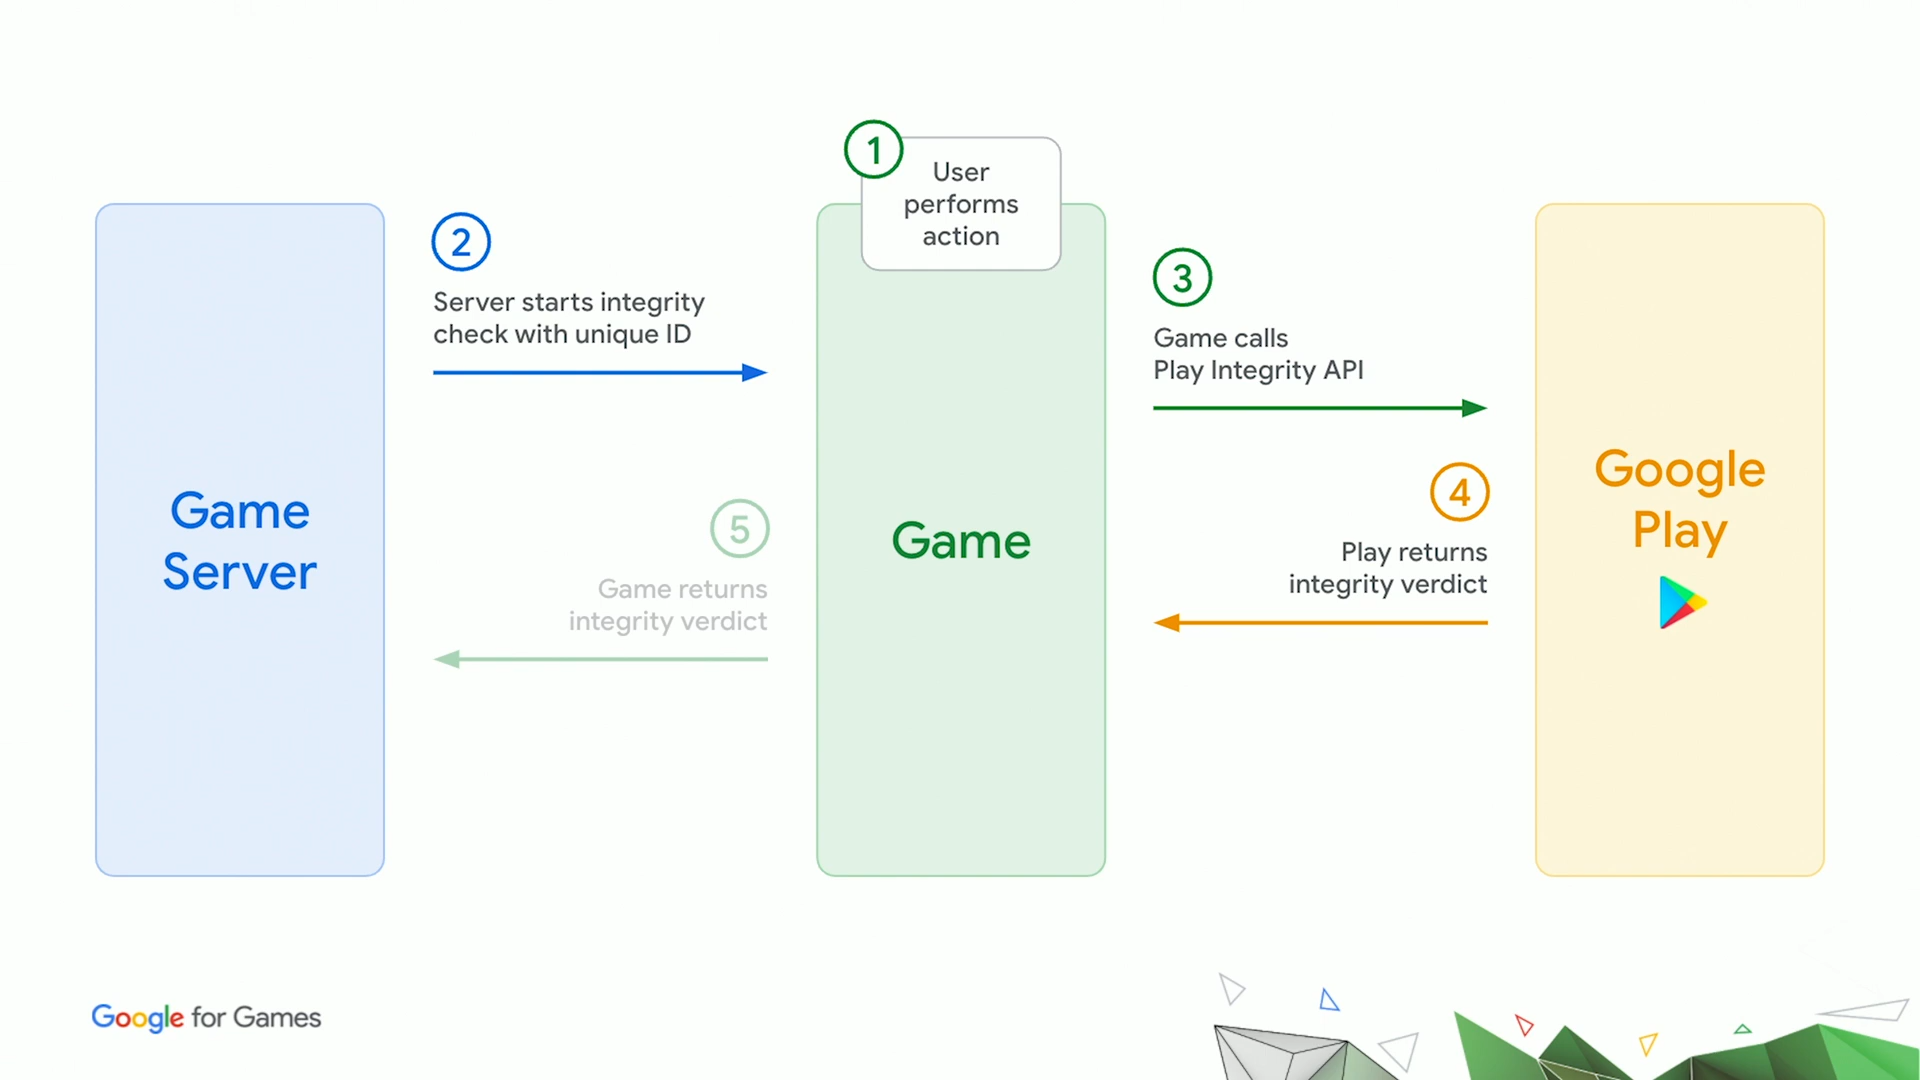 1
User
performs
action
2
Server starts integrity
check with unique ID
3
Game calls
Play Integrity API
4
Play returns
integrity verdict
5
Game returns
integrity verdict
Game
Server
Game
Google
Play
Google for Games